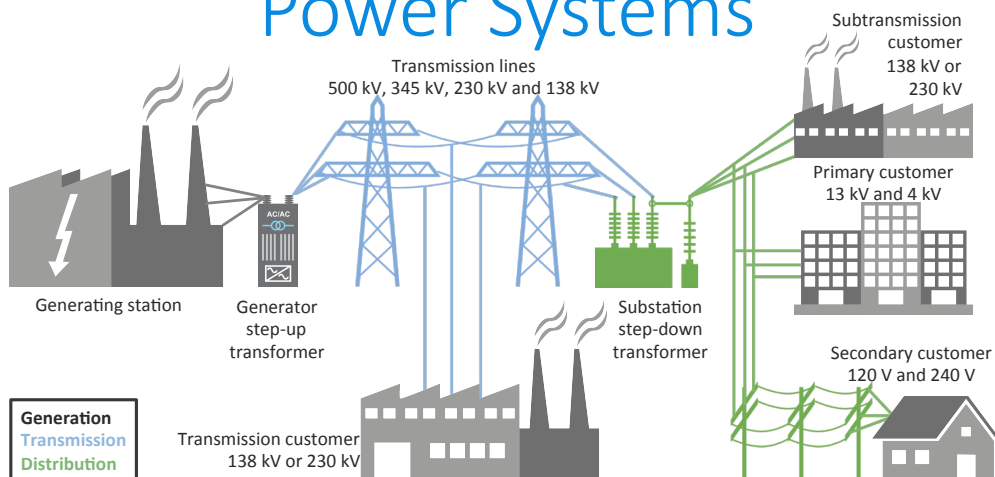 Power Systems
Subtransmission
customer
138 kV or
230 kV
Transmission lines
500 kV, 345 kV, 230 kV and 138 kV
Primary customer
13 kV and 4 kV
AC/AC
Generating station
Generator
step-up
transformer
Substation
step-down
transformer
Secondary customer
120 V and 240 V
Transmission customer
138 kV or 230 kV
Generation
Transmission
Distribution